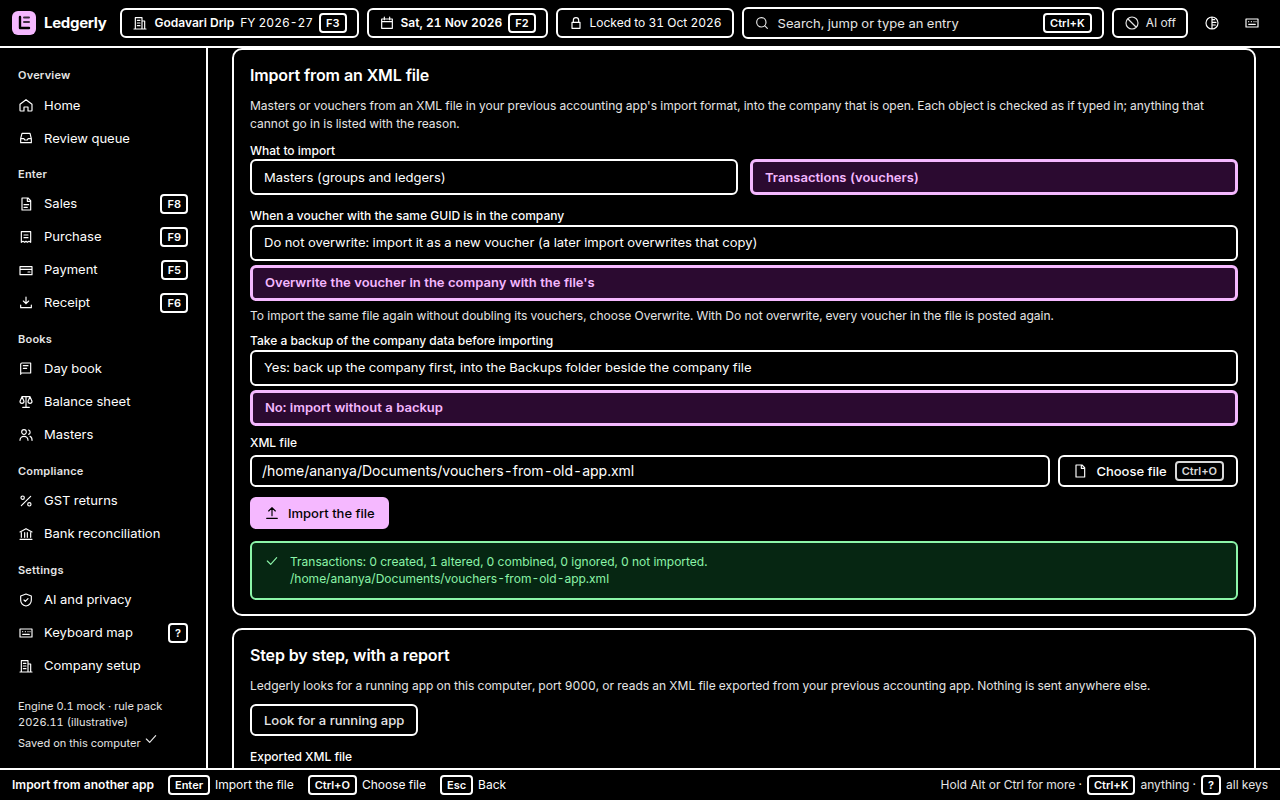 Ledgerly
Godavari Drip FY 2026-27 F3
Sat, 21 Nov 2026 F2
Locked to 31 Oct 2026
Search, jump or type an entry Ctrl+K
AI off
Overview
Home
Review queue
Enter
Sales F8
Purchase F9
Payment F5
Receipt F6
Books
Day book
Balance sheet
Masters
Compliance
GST returns
Bank reconciliation
Settings
AI and privacy
Keyboard map ?
Company setup
Engine 0.1 mock · rule pack
2026.11 (illustrative)
Saved on this computer
Import from an XML file
Masters or vouchers from an XML file in your previous accounting app's import format, into the company that is open. Each object is checked as if typed in; anything that
cannot go in is listed with the reason.
What to import
Masters (groups and ledgers)
Transactions (vouchers)
When a voucher with the same GUID is in the company
Do not overwrite: import it as a new voucher (a later import overwrites that copy)
Overwrite the voucher in the company with the file's
To import the same file again without doubling its vouchers, choose Overwrite. With Do not overwrite, every voucher in the file is posted again.
Take a backup of the company data before importing
Yes: back up the company first, into the Backups folder beside the company file
No: import without a backup
XML file
/home/ananya/Documents/vouchers-from-old-app.xml
Choose file Ctrl+O
Import the file
Transactions: 0 created, 1 altered, 0 combined, 0 ignored, 0 not imported.
/home/ananya/Documents/vouchers-from-old-app.xml
Step by step, with a report
Ledgerly looks for a running app on this computer, port 9000, or reads an XML file exported from your previous accounting app. Nothing is sent anywhere else.
Look for a running app
Exported XML file
Import from another app Enter Import the file Ctrl+O Choose file Esc Back
Hold Alt or Ctrl for more · Ctrl+K anything · ? all keys